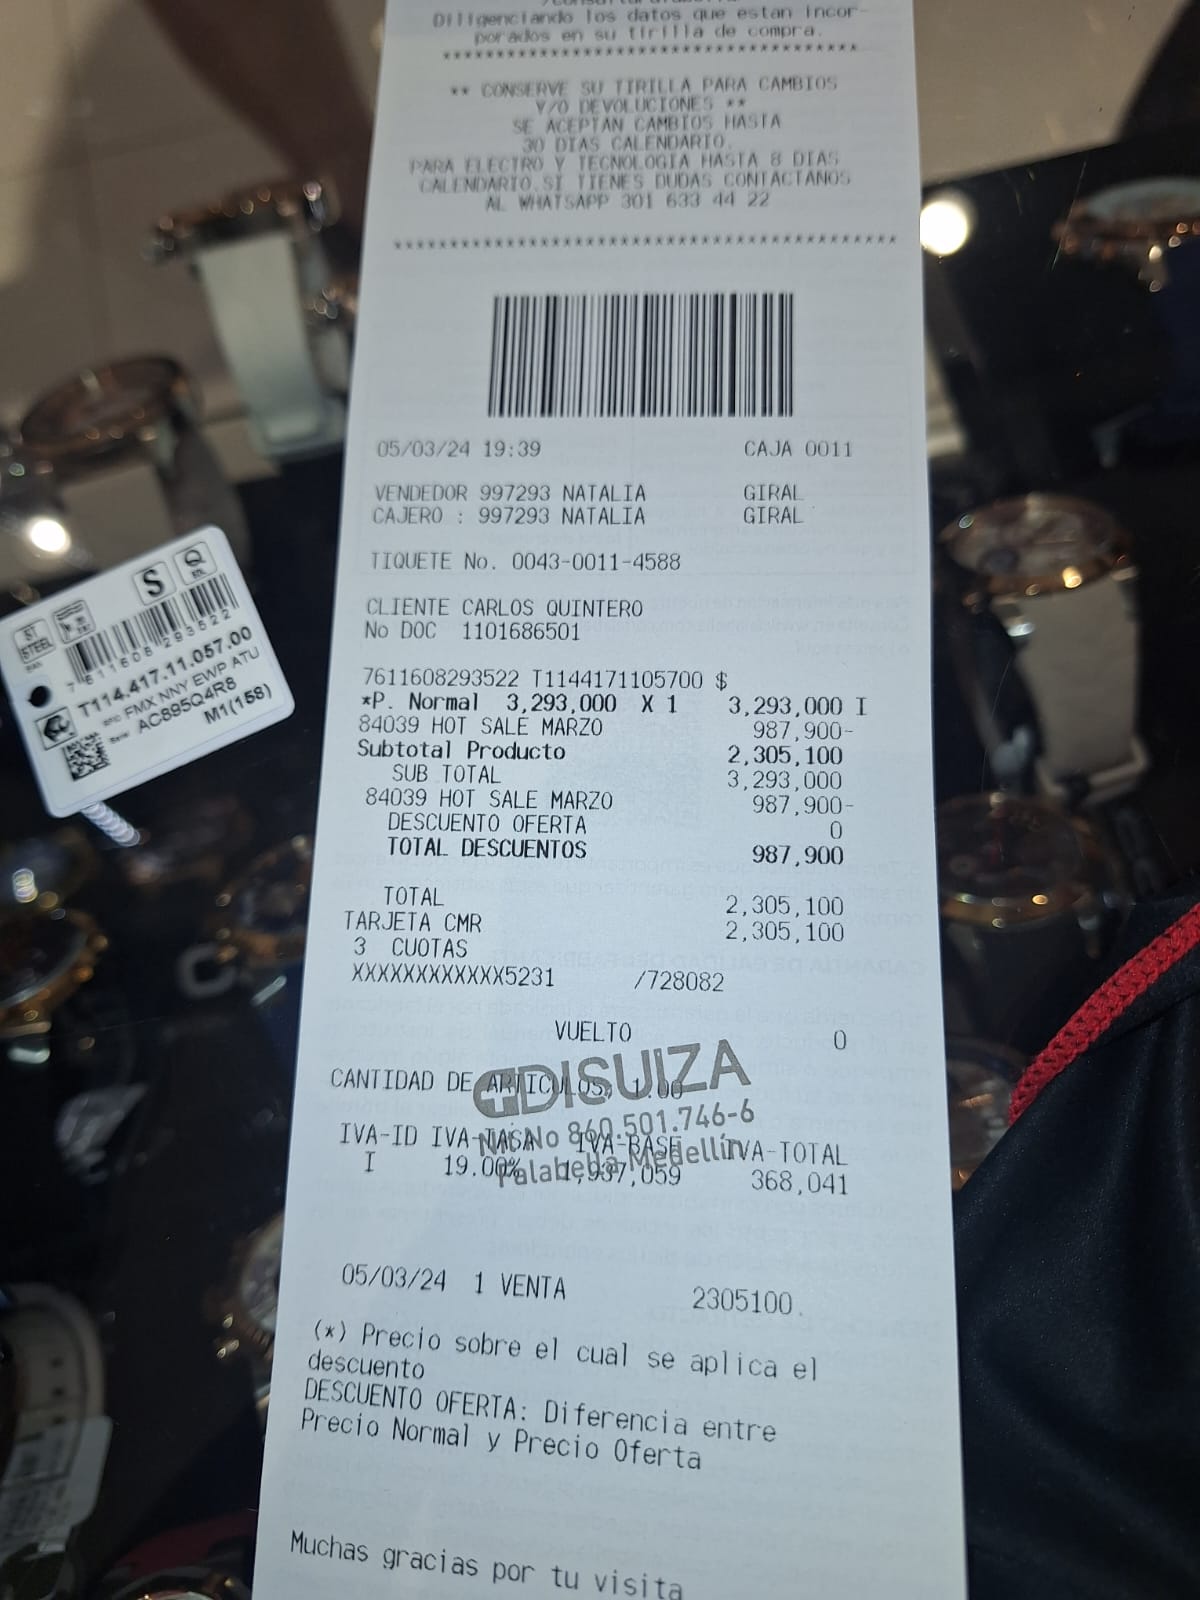 Diligenciando los datos que estan incor-
porados en su tirilla de compra.
****************************************
** CONSERVE SU TIRILLA PARA CAMBIOS
Y/O DEVOLUCIONES **
SE ACEPTAN CAMBIOS HASTA
30 DIAS CALENDARIO.
PARA ELECTRO Y TECNOLOGIA HASTA 8 DIAS
CALENDARIO.SI TIENES DUDAS CONTACTANOS
AL WHATSAPP 301 633 44 22
****************************************
05/03/24 19:39 CAJA 0011
VENDEDOR 997293 NATALIA GIRAL
CAJERO : 997293 NATALIA GIRAL
TIQUETE No. 0043-0011-4588
CLIENTE CARLOS QUINTERO
No DOC 1101686501
7611608293522 T1144171105700 $
*P. Normal 3,293,000 X 1 3,293,000 I
84039 HOT SALE MARZO 987,900-
Subtotal Producto 2,305,100
SUB TOTAL 3,293,000
84039 HOT SALE MARZO 987,900-
DESCUENTO OFERTA 0
TOTAL DESCUENTOS 987,900
TOTAL 2,305,100
TARJETA CMR 2,305,100
3 CUOTAS
XXXXXXXXXXXX5231 /728082
VUELTO 0
CANTIDAD DE ARTICULOS, 1.00
DISUIZA
Nit. No 860.501.746-6
Falabella Medellín
IVA-ID IVA-TASA IVA-BASE IVA-TOTAL
I 19.00% 1,937,059 368,041
05/03/24 1 VENTA 2305100.
(*) Precio sobre el cual se aplica el
descuento
DESCUENTO OFERTA: Diferencia entre
Precio Normal y Precio Oferta
Muchas gracias por tu visita
S
ST
STEEL
7611608293522
T114.417.11.057.00
FMX NNY EWP ATU
AC895Q4R8
M1(158)